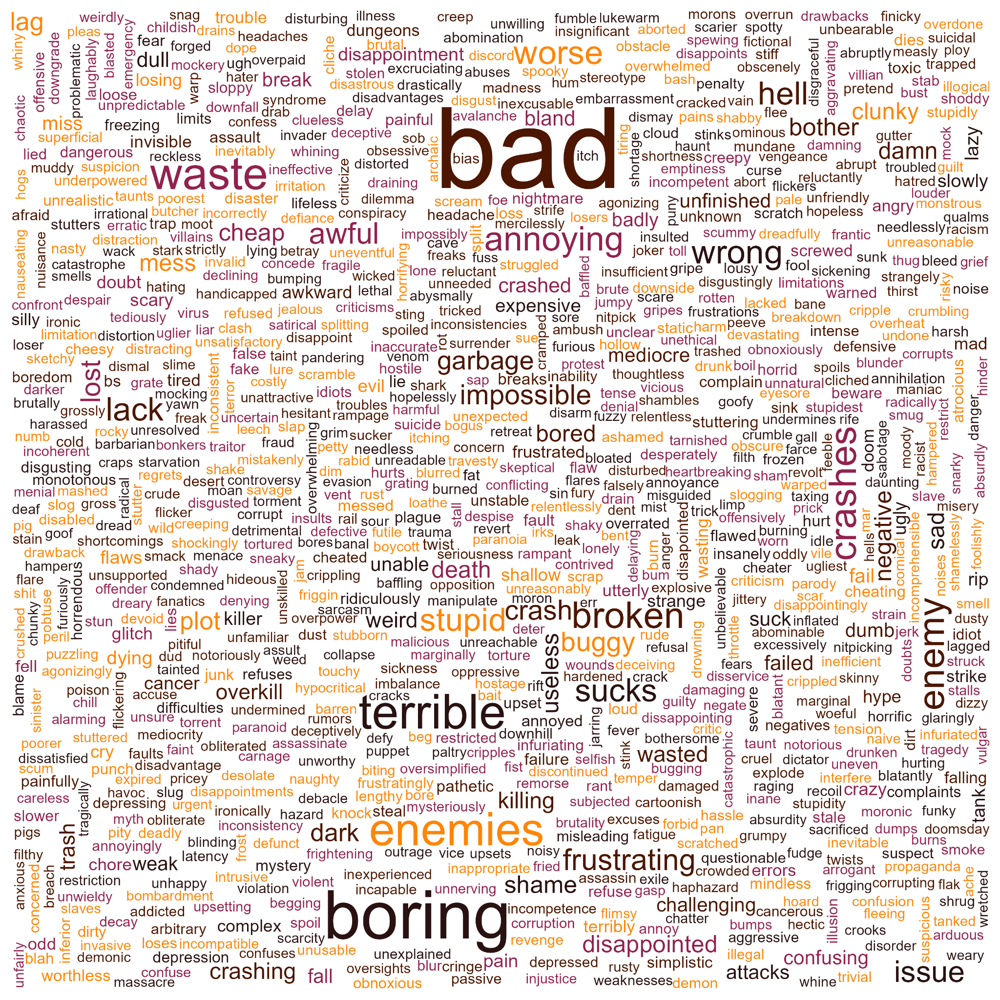 lag
weirdly
snag
trouble
disturbing
illness
creep
unwilling
fumble
lukewarm
morons
overrun
drawbacks
finicky
overdone
whiny
pleas
childish
drains
headaches
dungeons
abomination
insignificant
aborted
scarier
spotty
unbearable
dies
suicidal
offensive
downgrade
problematic
laughably
blasted
emergency
fear
forged
dope
cliche
brutal
disappointment
discord
worse
obstacle
spewing
fictional
disappoints
stiff
disgraceful
aggravating
abruptly
measly
ploy
dull
mockery
ugh
overpaid
stolen
excruciating
abuses
spooky
overwhelmed
obscenely
toxic
trapped
losing
warp
hater
sloppy
break
disastrous
drastically
madness
hum
stereotype
bash
penalty
hell
villian
stab
illogical
chaotic
loose
unpredictable
syndrome
disadvantages
disgust
inexcusable
embarrassment
cracked
vain
pretend
bust
shoddy
miss
freezing
limits
downfall
drab
delay
bad
avalanche
bland
dismay
pains
shabby
flee
clunky
stupidly
superficial
invisible
confess
clueless
painful
assault
invader
deceptive
sob
archaic
tiring
shortage
cloud
stinks
ominous
bother
gutter
mock
lazy
lied
dangerous
reckless
inevitably
whining
obsessive
bias
itch
haunt
mundane
damning
shortness
creepy
vengeance
damn
hogs
muddy
suspicion
waste
ineffective
criticize
distorted
emptiness
curse
abrupt
troubled
guilt
underpowered
irritation
draining
incompetent
abort
flickers
reluctantly
hatred
slowly
unrealistic
taunts
poorest
disaster
lifeless
dilemma
scream
foe
nightmare
agonizing
puny
unfinished
pale
unfriendly
louder
angry
monstrous
afraid
irrational
butcher
incorrectly
defiance
conspiracy
headache
loss
strife
losers
badly
unknown
scratch
hopeless
qualms
stutters
erratic
trap
moot
cheap
awful
impossibly
split
mercilessly
annoying
insulted
scummy
dreadfully
frantic
needlessly
racism
nauseating
nuisance
distraction
villains
cave
wrong
unreasonable
nasty
wack
stark
strictly
lying
betray
uneventful
horrifying
freaks
fuss
joker
toll
screwed
sunk
thug
bleed
grief
catastrophe
mess
invalid
concede
fragile
lone
reluctant
struggled
baffled
insufficient
gripe
lousy
fool
sickening
smells
declining
bumping
wicked
unneeded
strangely
risky
doubt
hating
handicapped
awkward
lethal
abysmally
crashed
brute
downside
disgustingly
limitations
warned
thirst
noise
confront
despair
scary
criticisms
expensive
jumpy
scare
rotten
lacked
bane
silly
ironic
tediously
virus
refused
jealous
sting
tricked
cramped
sore
nitpick
gripes
frustrations
breakdown
cripple
crumbling
limitation
distortion
uglier
liar
clash
satirical
splitting
spoiled
inconsistencies
ambush
unclear
static
harm
peeve
devastating
intense
overheat
loser
cheesy
distracting
unsatisfactory
disappoint
inaccurate
rot
surrender
sue
furious
hollow
unethical
undone
harsh
sketchy
lost
inconsistent
false
taint
pandering
venom
garbage
protest
mediocre
trashed
obnoxiously
defensive
mad
boredom
dismal
slime
fake
lure
scramble
hostile
thoughtless
drunk
boil
horrid
spoils
blunder
corrupts
hinder
darker
bs
grate
tired
terror
costly
idiots
evil
lie
shark
sap
breaks
inability
vicious
complain
unnatural
cliched
annihilation
atrocious
brutally
mocking
unattractive
troubles
hopelessly
impossible
tense
goofy
eyesore
beware
maniac
grossly
lack
yawn
freak
uncertain
hesitant
rampage
harmful
unexpected
disarm
denial
shambles
fuzzy
relentless
sink
stupidest
radically
restrict
danger
harassed
rocky
unresolved
leech
slap
overwhelming
grim
sucker
suicide
bogus
retreat
bored
stuttering
undermines
rife
smug
numb
cold
barbarian
bonkers
traitor
fraud
petty
needless
itching
concern
ashamed
tarnished
crumble
gall
crashes
doom
sabotage
moody
racist
hampered
incoherent
craps
starvation
mistakenly
rabid
unreadable
travesty
frustrated
bloated
desperately
obscure
farce
feeble
filth
frozen
disgusting
regrets
shake
dim
hurts
blurred
fat
skeptical
flaw
disturbed
heartbreaking
sham
revolt
snarky
absurdly
monotonous
desert
controversy
evasion
grating
burned
conflicting
flares
falsely
annoyance
warped
daunting
menial
mashed
radical
stutter
crude
moan
savage
vent
rust
loathe
sin
fury
misguided
slogging
taxing
slave
deaf
slog
gross
disgusted
torment
messed
stall
unstable
relentlessly
drain
dent
mist
trick
limp
prick
negative
misery
pig
disabled
flicker
corrupt
insults
rail
sour
plague
despise
fault
shaky
overrated
disappointed
offensively
hurt
mar
incomprehensible
comical
ugly
sad
shamelessly
foolishly
stain
goof
dread
wild
creeping
detrimental
defective
futile
trauma
revert
irks
bent
delaying
anger
wasting
flawed
burning
hells
shortcomings
shockingly
tortured
bores
banal
boycott
twist
paranoia
leak
lonely
burn
worn
idle
drawback
flaws
smack
menace
sneaky
cheated
seriousness
rampant
contrived
insanely
oddly
vile
noises
hamper
shady
jam
crippling
unable
death
shallow
scrap
bum
cheater
ugliest
fail
rip
flare
unsupported
hideous
baffling
opposition
unreasonably
utterly
explosive
unbelievable
criticism
parody
cheating
shit
furiously
horrendous
offender
condemned
unskilled
friggin
ridiculously
manipulate
moron
err
strange
jittery
scar
disappointingly
smell
crushed
chunky
obtuse
dreary
fanatics
denying
sarcasm
crash
broken
throttle
strain
dusty
stun
devoid
lies
plot
killer
overpower
weird
stupid
suck
inflated
dumb
jerk
idiot
peril
glitch
unfamiliar
dust
stubborn
deter
useless
buggy
rude
abominable
pitiful
assult
malicious
unreachable
refusal
excessively
nitpicking
lagged
puzzling
dying
dud
notoriously
weed
collapse
marginally
torture
drowning
doubts
fell
agonizingly
flickering
tainted
junk
refuses
touchy
sickness
oppressive
wounds
deceiving
fears
failed
inefficient
struck
enemy
blame
poison
cancer
imbalance
hostage
rift
hardened
crack
disservice
blatant
crippled
skinny
strike
chill
accuse
overkill
hypocritical
cracks
bait
sucks
damaging
severe
hype
stalls
sinister
difficulties
undermined
barren
terrible
upset
guilty
negate
marginal
dizzy
alarming
unsure
torrent
paranoid
rumors
annoyed
jarring
loud
dissappointing
woeful
horrific
glaringly
stuttered
mediocrity
deceptively
defy
beg
restricted
downhill
fever
critic
negatives
tension
naive
dirt
infuriated
poorer
obliterated
assassinate
puppet
infuriating
stink
bothersome
catastrophic
taunt
notorious
vulgar
dissatisfied
cry
faults
faint
carnage
unworthy
paltry
cripples
wasted
drunken
tragedy
scum
punch
disadvantage
biting
oversimplified
fist
failure
selfish
bugging
cruel
dictator
uneven
hurting
painfully
expired
pricey
desolate
naughty
frustratingly
discontinued
temper
explode
interfere
blatantly
falling
careless
tragically
havoc
slug
disappointments
debacle
lengthy
bore
pathetic
remorse
rant
damaged
raging
recoil
crazy
complaints
tank
slower
depressing
urgent
ironically
hazard
knock
steal
mysteriously
killing
subjected
cartoonish
inane
stupidity
moronic
funky
trash
myth
obliterate
inconsistency
enemies
brutality
excuses
forbid
hassle
absurdity
stale
pigs
pity
deadly
blinding
frost
defunct
dark
misleading
fatigue
pan
grumpy
sacrificed
dumps
doomsday
filthy
annoyingly
latency
frightening
outrage
vice
upsets
noisy
frustrating
scratched
inevitable
burns
anxious
chore
weak
mystery
inappropriate
fried
questionable
fudge
suspect
smoke
concerned
breach
restriction
unhappy
intrusive
violent
inexperienced
shame
assassin
exile
crowded
errors
twists
arrogant
propaganda
ache
unwieldy
bombardment
violation
incapable
unnerving
refuse
gasp
haphazard
mindless
frigging
corrupting
flak
wretched
slaves
addicted
upsetting
begging
boring
incompetence
flimsy
challenging
cancerous
hoard
confusion
shrug
dirty
decay
arbitrary
complex
spoil
corruption
terribly
annoy
chatter
bumps
hectic
illusion
fleeing
suspicious
tanked
unfairly
odd
inferior
invasive
loses
incompatible
scarcity
revenge
disappointed
aggressive
crooks
arduous
blah
demonic
depression
confuses
unusable
unexplained
illegal
confusing
disorder
weary
worthless
massacre
confuse
crashing
fall
oversights
obnoxious
blur
cringe
passive
pain
depressed
injustice
rusty
weaknesses
simplistic
demon
attacks
whine
trivial
issue